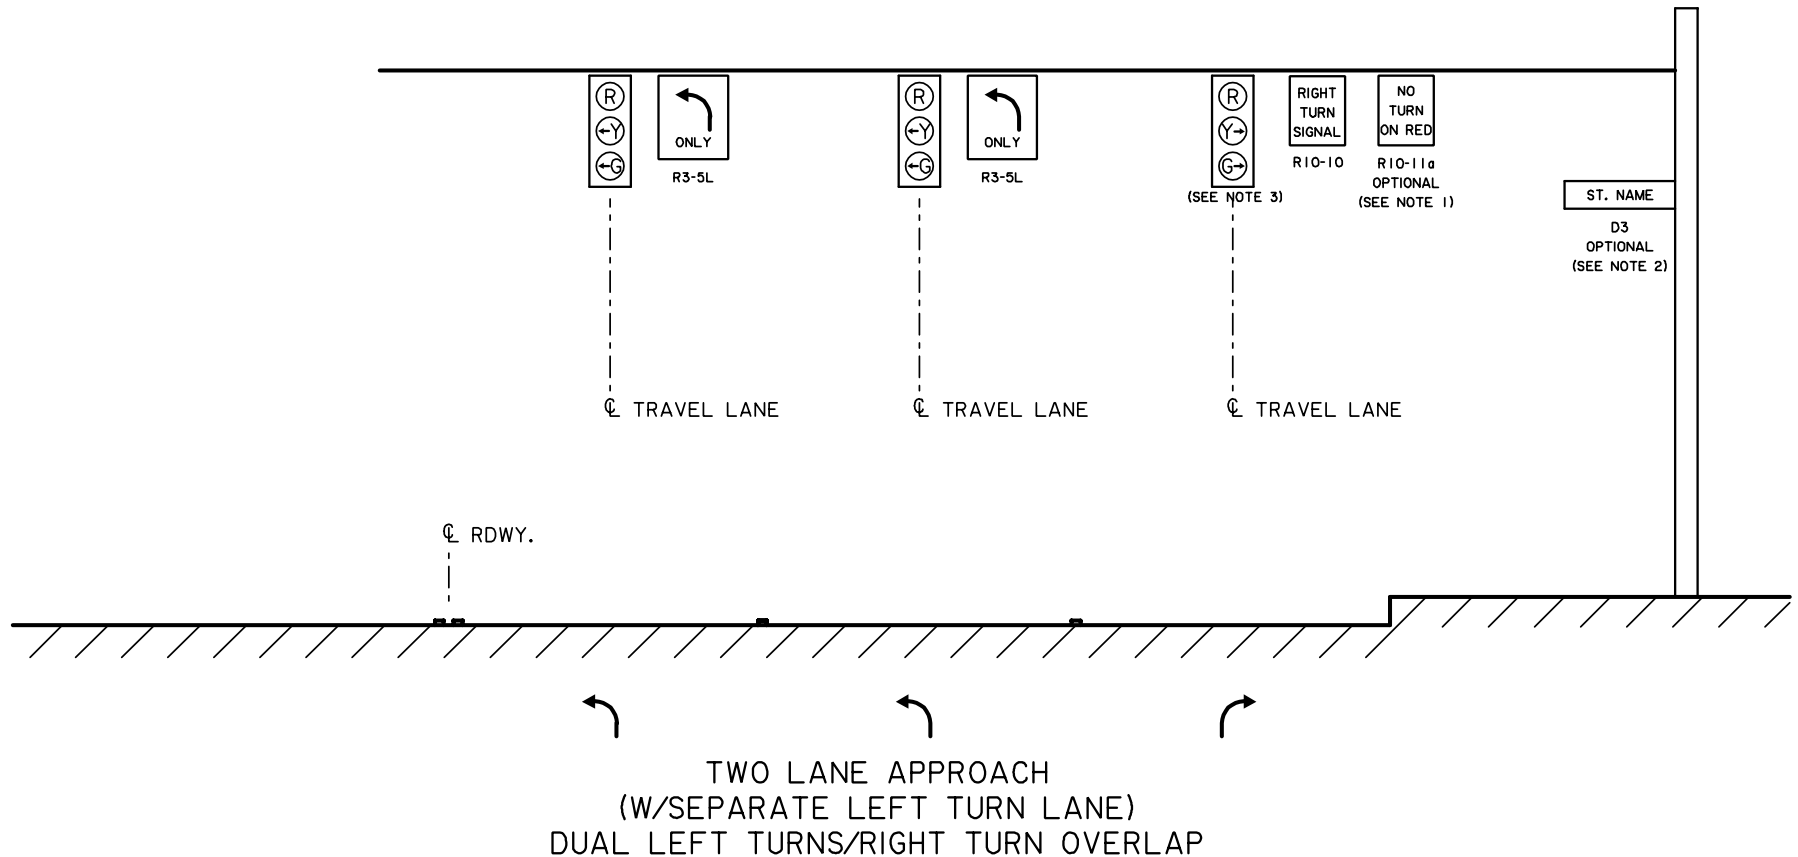 R
←Y
←G
ONLY
R3-5L
R
←Y
←G
ONLY
R3-5L
R
Y→
G→
(SEE NOTE 3)
RIGHT
TURN
SIGNAL
R10-10
NO
TURN
ON RED
R10-11a
OPTIONAL
(SEE NOTE 1)
ST. NAME
D3
OPTIONAL
(SEE NOTE 2)
℄ TRAVEL LANE
℄ TRAVEL LANE
℄ TRAVEL LANE
℄ RDWY.
TWO LANE APPROACH
(W/SEPARATE LEFT TURN LANE)
DUAL LEFT TURNS/RIGHT TURN OVERLAP